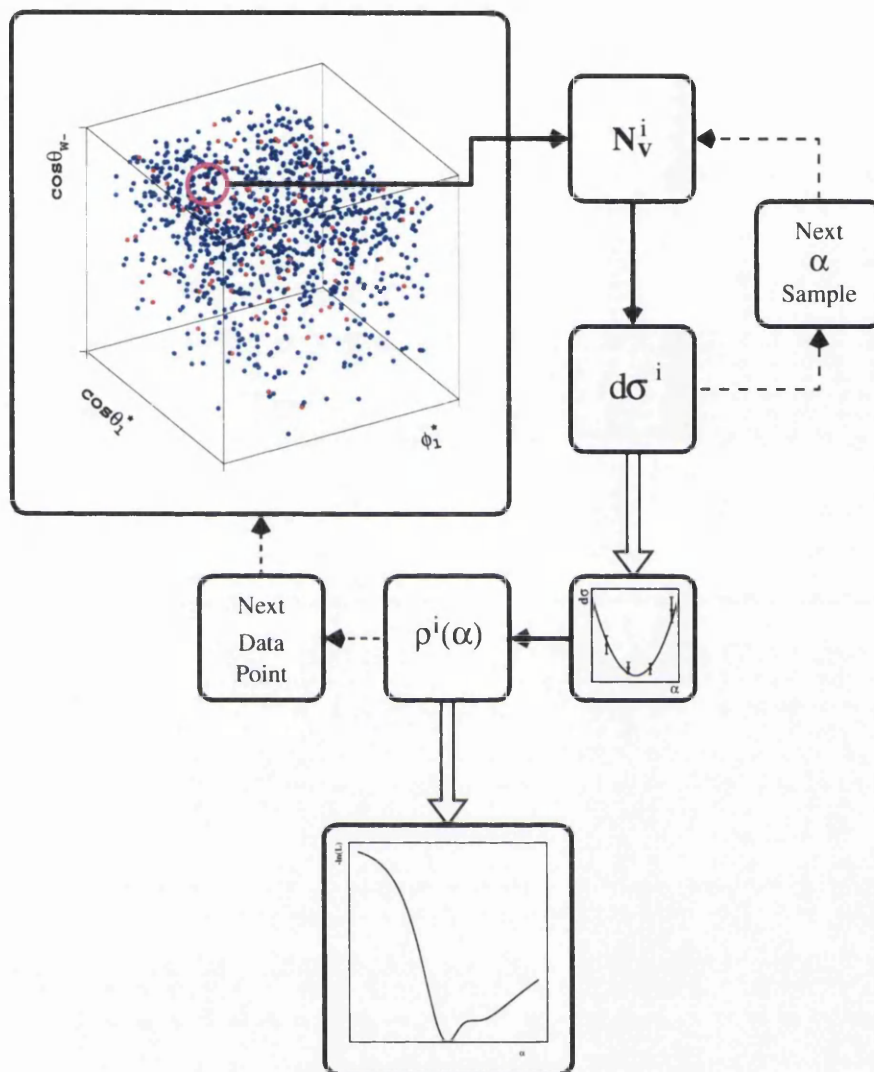 cosθW-
cosθ1*
ϕ1*
Nvi
Next
α
Sample
dσi
dσ
α
ρi(α)
Next
Data
Point
-ln(L)
α